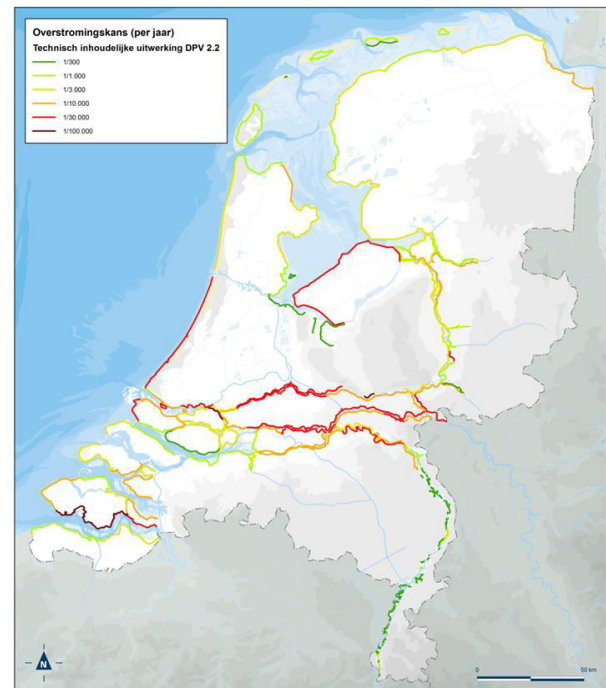 Overstromingskans (per jaar)
Technisch inhoudelijke uitwerking DPV 2.2
1/300
1/1.000
1/3.000
1/10.000
1/30.000
1/100.000
N
0 50 km